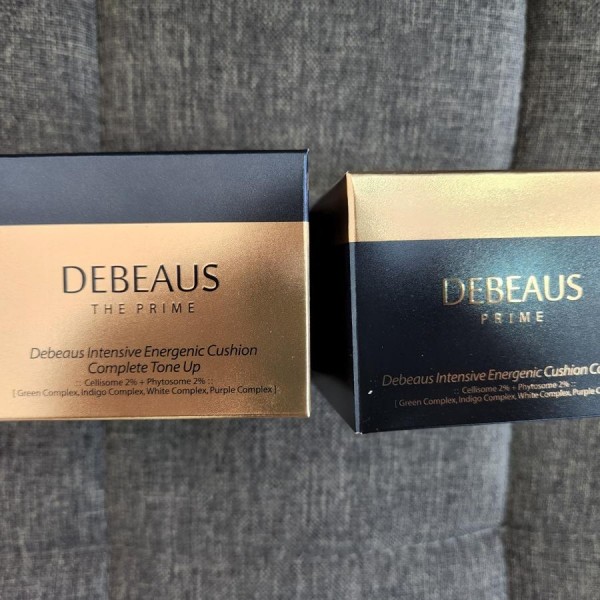 DEBEAUS
THE PRIME
Debeaus Intensive Energenic Cushion
Complete Tone Up
:: Cellisome 2% + Phytosome 2% ::
[ Green Complex, Indigo Complex, White Complex, Purple Complex ]
DEBEAUS
PRIME
Debeaus Intensive Energenic Cushion
:: Cellisome 2% + Phytosome 2% ::
[ Green Complex, Indigo Complex, White Complex, Purple